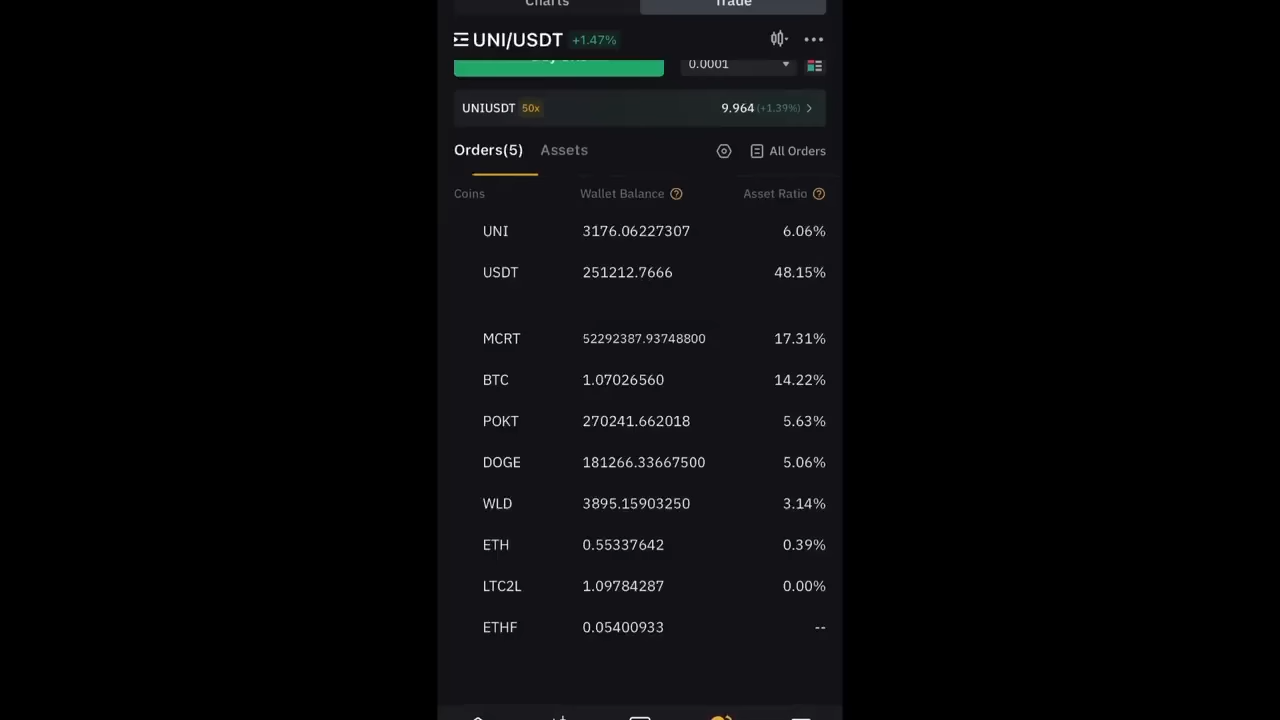 Charts Trade
UNI/USDT +1.47%
0.0001
UNIUSDT 50x 9.964 (+1.39%)
Orders(5) Assets All Orders
Coins Wallet Balance Asset Ratio
UNI 3176.06227307 6.06%
USDT 251212.7666 48.15%
MCRT 52292387.93748800 17.31%
BTC 1.07026560 14.22%
POKT 270241.662018 5.63%
DOGE 181266.33667500 5.06%
WLD 3895.15903250 3.14%
ETH 0.55337642 0.39%
LTC2L 1.09784287 0.00%
ETHF 0.05400933 --